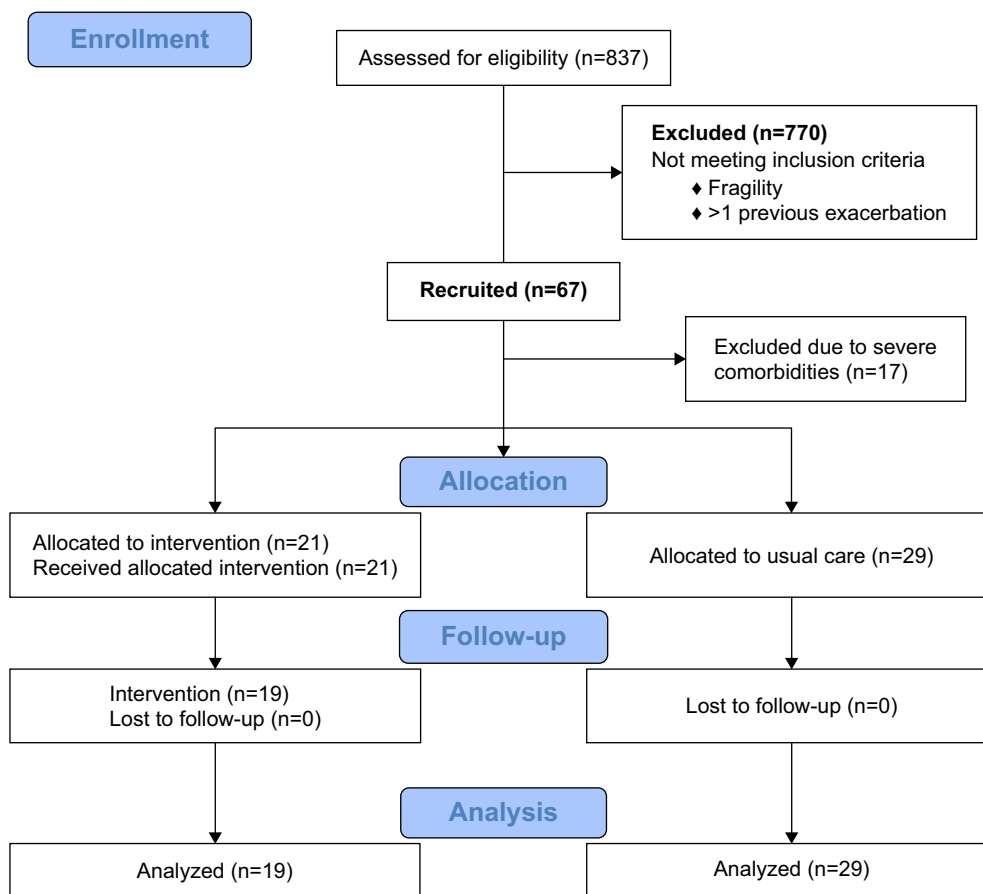 Enrollment
Assessed for eligibility (n=837)
Excluded (n=770)
Not meeting inclusion criteria
♦ Fragility
♦ >1 previous exacerbation
Recruited (n=67)
Excluded due to severe
comorbidities (n=17)
Allocation
Allocated to intervention (n=21)
Received allocated intervention (n=21)
Allocated to usual care (n=29)
Follow-up
Intervention (n=19)
Lost to follow-up (n=0)
Lost to follow-up (n=0)
Analysis
Analyzed (n=19)
Analyzed (n=29)